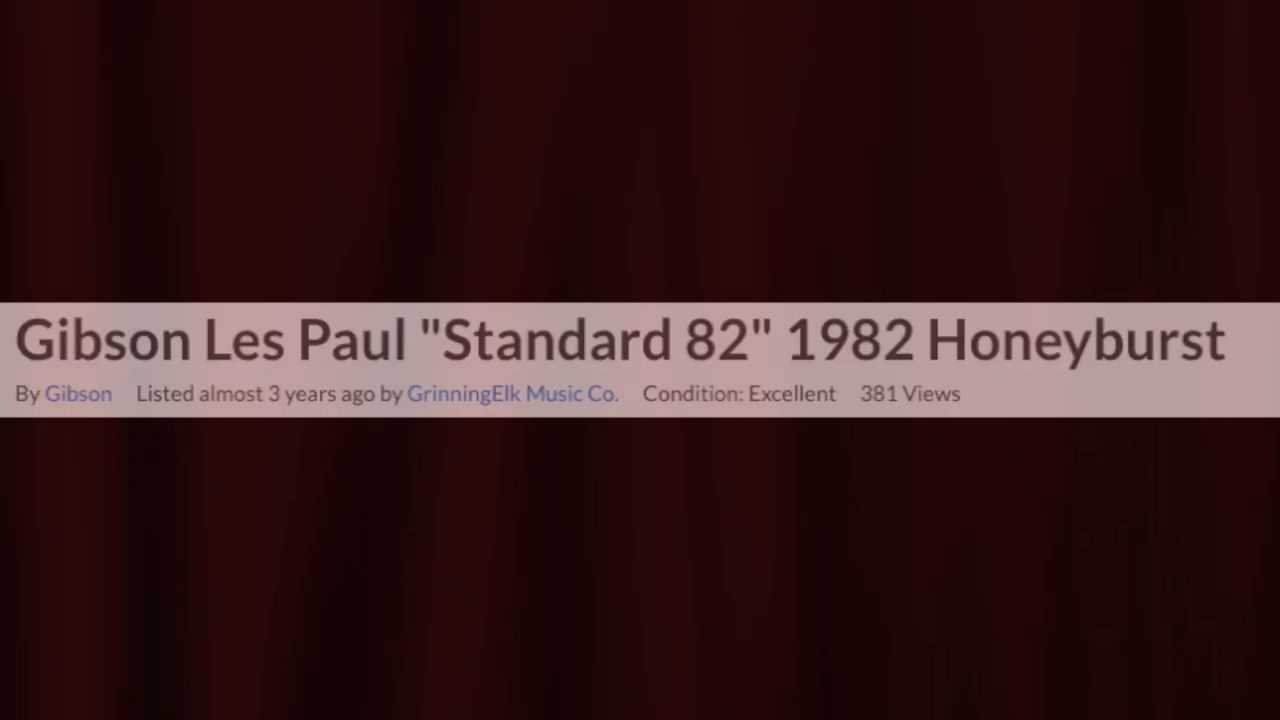 Gibson Les Paul "Standard 82" 1982 Honeyburst
By Gibson Listed almost 3 years ago by GrinningElk Music Co. Condition: Excellent 381 Views